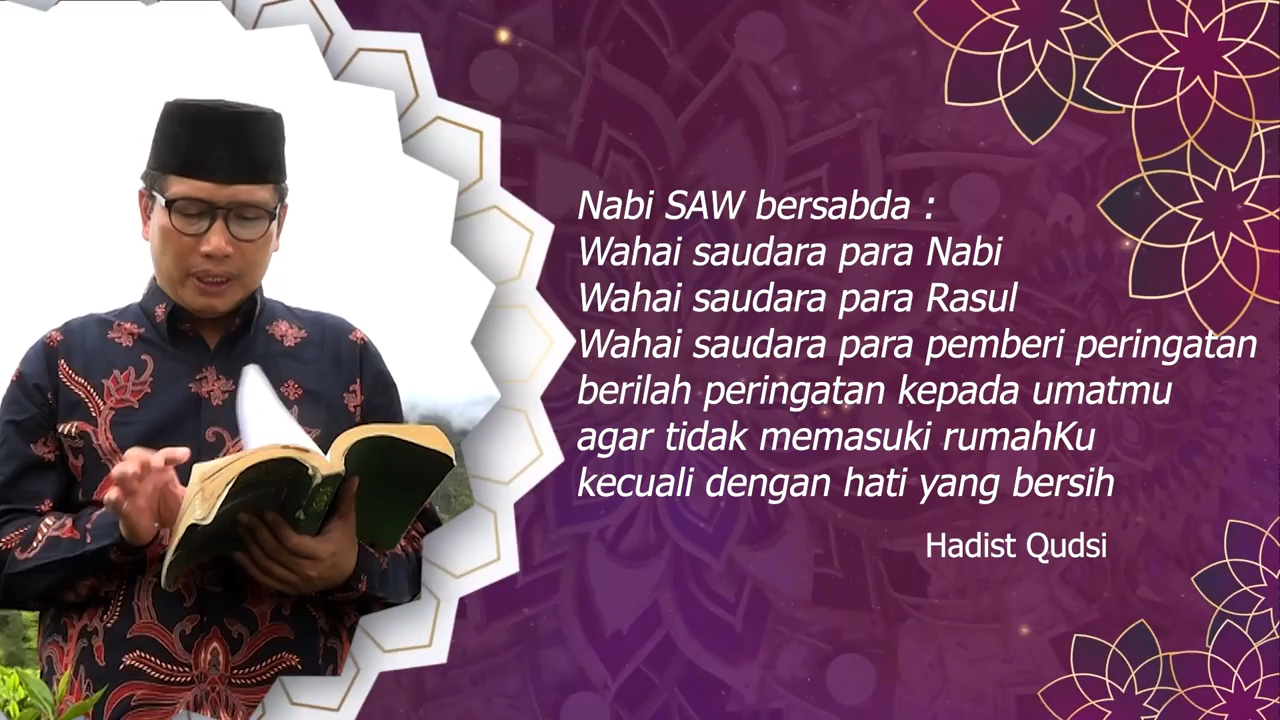 Nabi SAW bersabda :
Wahai saudara para Nabi
Wahai saudara para Rasul
Wahai saudara para pemberi peringatan
berilah peringatan kepada umatmu
agar tidak memasuki rumahKu
kecuali dengan hati yang bersih
Hadist Qudsi